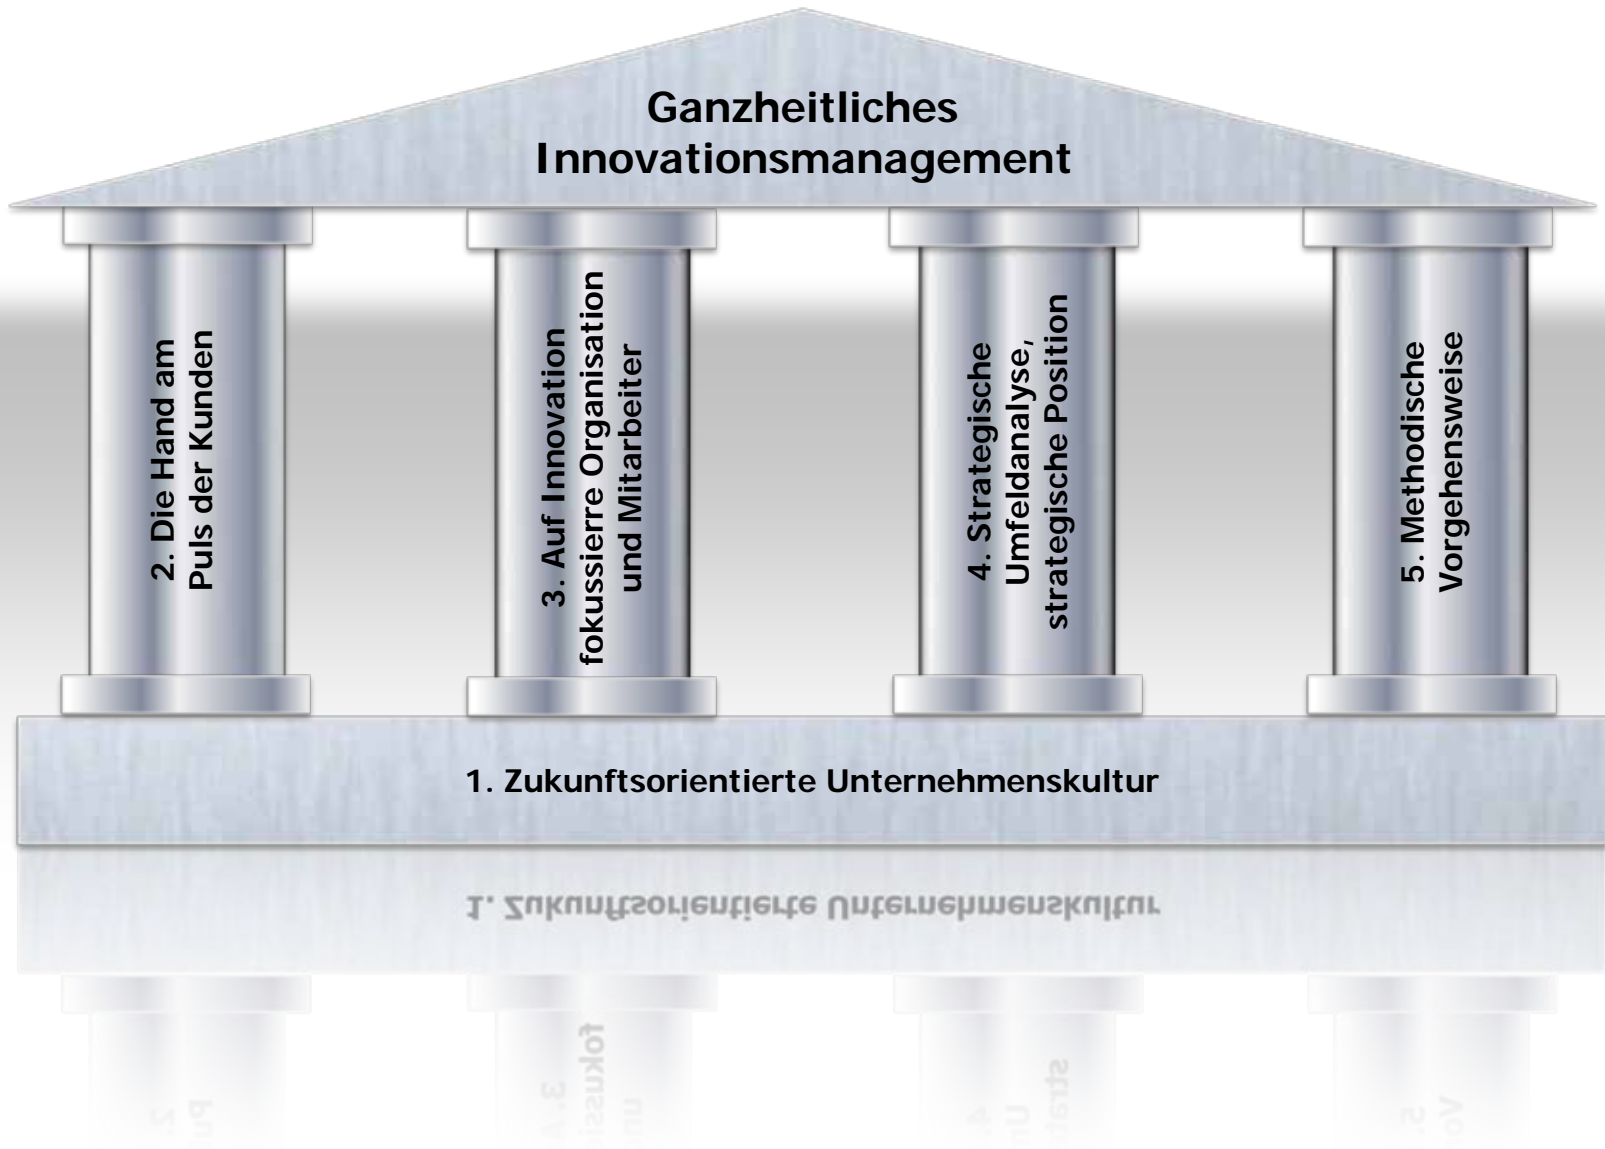 Ganzheitliches
Innovationsmanagement
2. Die Hand am
Puls der Kunden
3. Auf Innovation
fokussierre Organisation
und Mitarbeiter
4. Strategische
Umfeldanalyse,
strategische Position
5. Methodische
Vorgehensweise
1. Zukunftsorientierte Unternehmenskultur